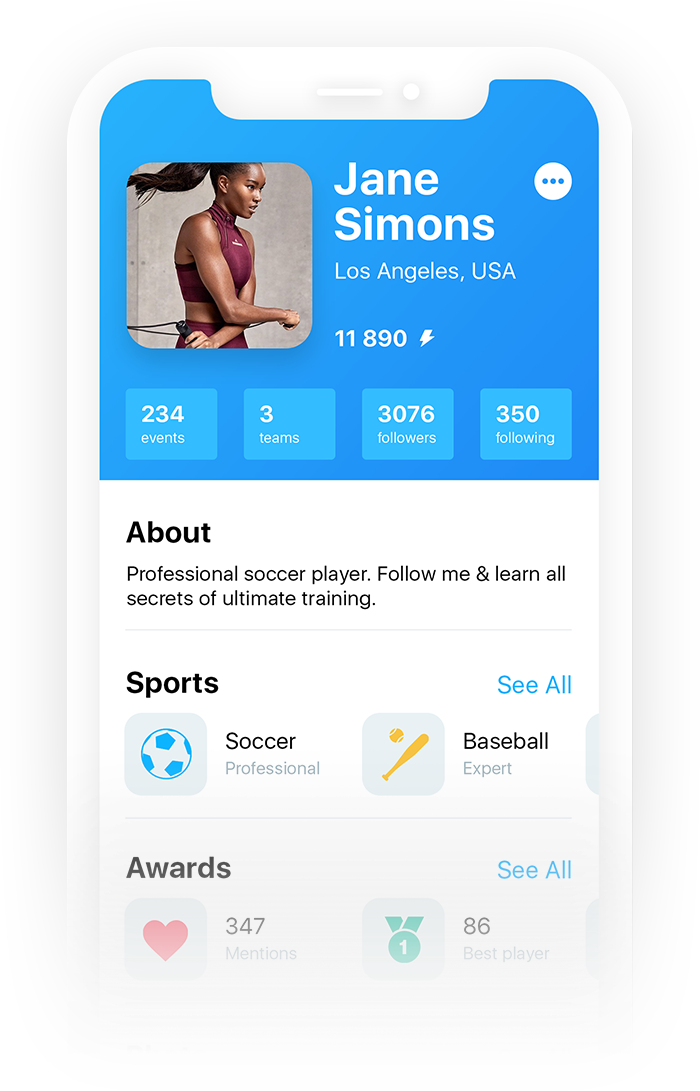 Jane
Simons
Los Angeles, USA
11 890
234
events
3
teams
3076
followers
350
following
About
Professional soccer player. Follow me & learn all
secrets of ultimate training.
Sports
See All
Soccer
Professional
Baseball
Expert
Awards
See All
347
Mentions
1
86
Best player